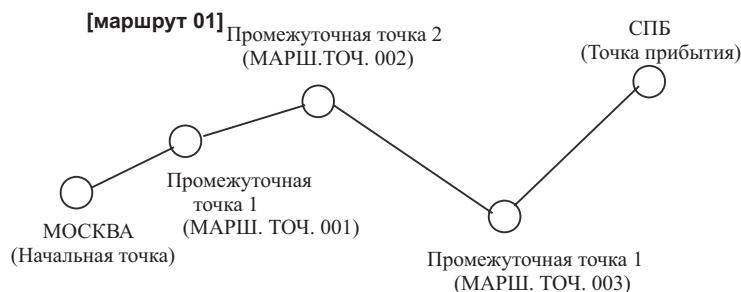 [маршрут 01]
Промежуточная точка 2
(МАРШ.ТОЧ. 002)
СПБ
(Точка прибытия)
Промежуточная
точка 1
(МАРШ. ТОЧ. 001)
МОСКВА
(Начальная точка)
Промежуточная точка 1
(МАРШ. ТОЧ. 003)